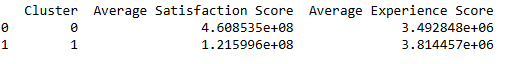 Cluster Average Satisfaction Score Average Experience Score
0 0 4.608535e+08 3.492848e+06
1 1 1.215996e+08 3.814457e+06